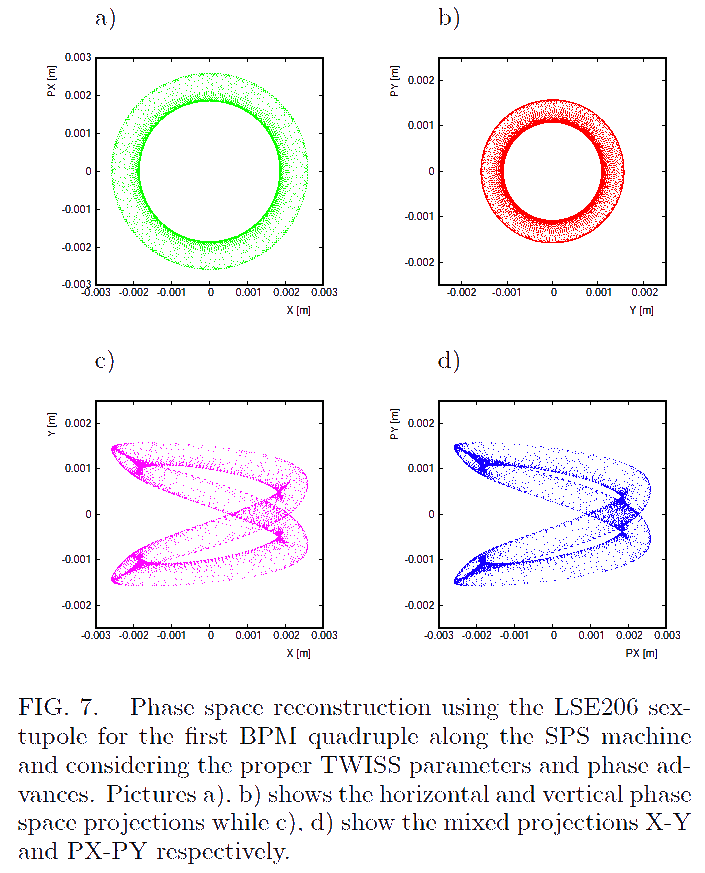 a)
b)
PX [m]
0.003
0.002
0.001
0
-0.001
-0.002
-0.003
-0.003 -0.002 -0.001 0 0.001 0.002 0.003
X [m]
PY [m]
0.002
0.001
0
-0.001
-0.002
-0.002 -0.001 0 0.001 0.002
Y [m]
c)
d)
Y [m]
0.002
0.001
0
-0.001
-0.002
-0.003 -0.002 -0.001 0 0.001 0.002 0.003
X [m]
PY [m]
0.002
0.001
0
-0.001
-0.002
-0.003 -0.002 -0.001 0 0.001 0.002 0.003
PX [m]
FIG. 7. Phase space reconstruction using the LSE206 sex-
tupole for the first BPM quadruple along the SPS machine
and considering the proper TWISS parameters and phase ad-
vances. Pictures a), b) shows the horizontal and vertical phase
space projections while c), d) show the mixed projections X-Y
and PX-PY respectively.